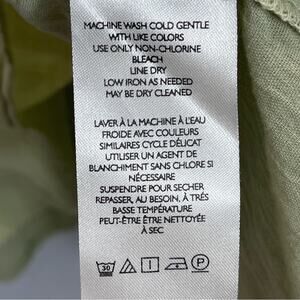 MACHINE WASH COLD GENTLE
WITH LIKE COLORS
USE ONLY NON-CHLORINE
BLEACH
LINE DRY
LOW IRON AS NEEDED
MAY BE DRY CLEANED
LAVER À LA MACHINE À L'EAU
FROIDE AVEC COULEURS
SIMILAIRES CYCLE DÉLICAT
UTILISER UN AGENT DE
BLANCHIMENT SANS CHLORE SI
NÉCESSAIRE
SUSPENDRE POUR SÉCHER
REPASSER, AU BESOIN, À TRÈS
BASSE TEMPÉRATURE
PEUT-ÊTRE ÊTRE NETTOYÉE
À SEC
30 P